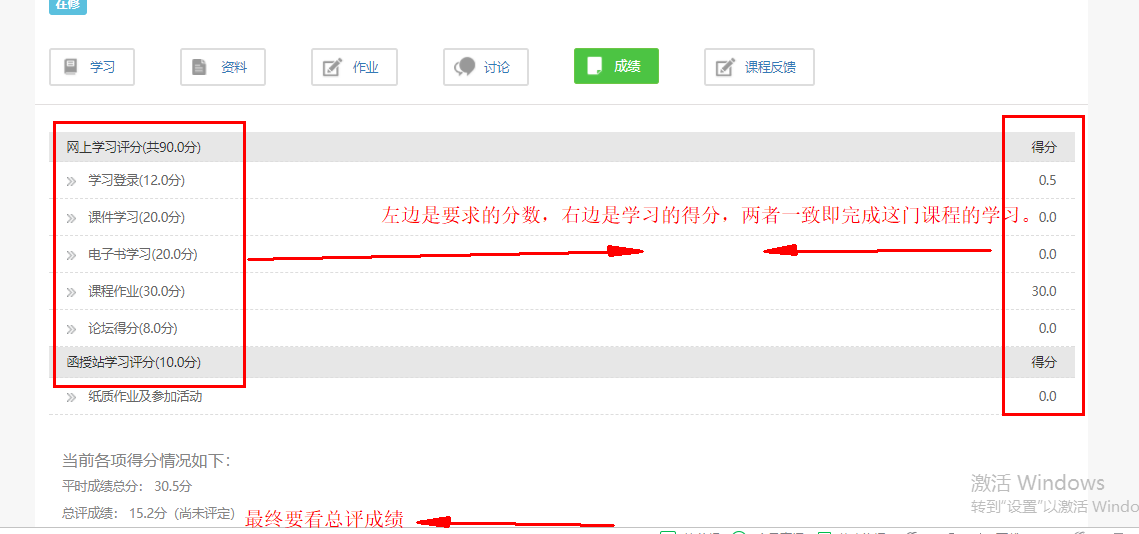 在修
学习 资料 作业 讨论 成绩 课程反馈
网上学习评分(共90.0分) 得分
学习登录(12.0分) 0.5
课件学习(20.0分) 0.0
左边是要求的分数，右边是学习的得分，两者一致即完成这门课程的学习。
电子书学习(20.0分) 0.0
课程作业(30.0分) 30.0
论坛得分(8.0分) 0.0
函授站学习评分(10.0分) 得分
纸质作业及参加活动 0.0
当前各项得分情况如下：
平时成绩总分： 30.5分
总评成绩： 15.2分（尚未评定）
最终要看总评成绩
激活 Windows
转到“设置”以激活 Windo